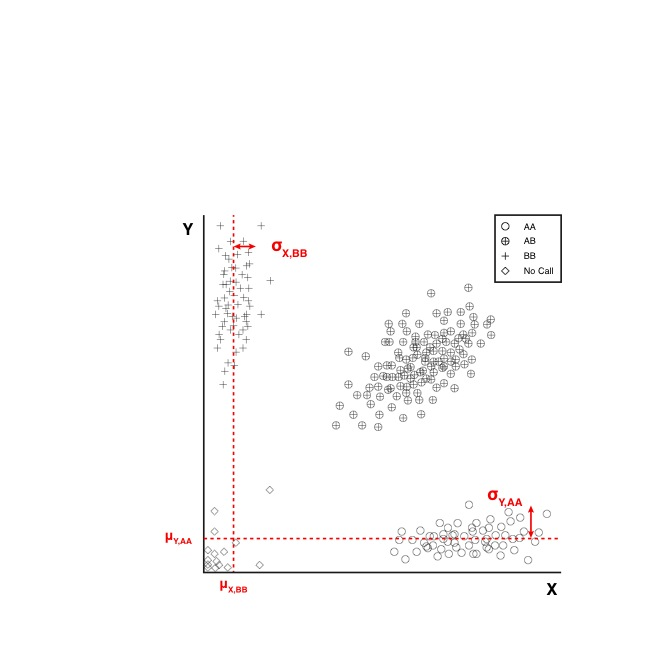 Y
AA
AB
BB
No Call
σX,BB
σY,AA
μY,AA
μX,BB
X